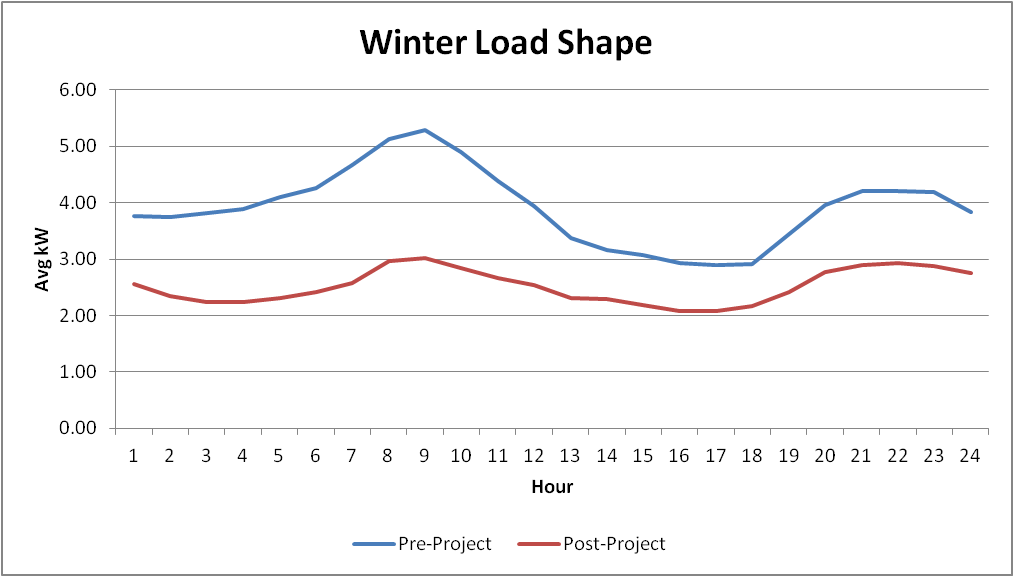 Winter Load Shape
6.00
5.00
4.00
3.00
2.00
1.00
0.00
Avg kW
1 2 3 4 5 6 7 8 9 10 11 12 13 14 15 16 17 18 19 20 21 22 23 24
Hour
Pre-Project Post-Project